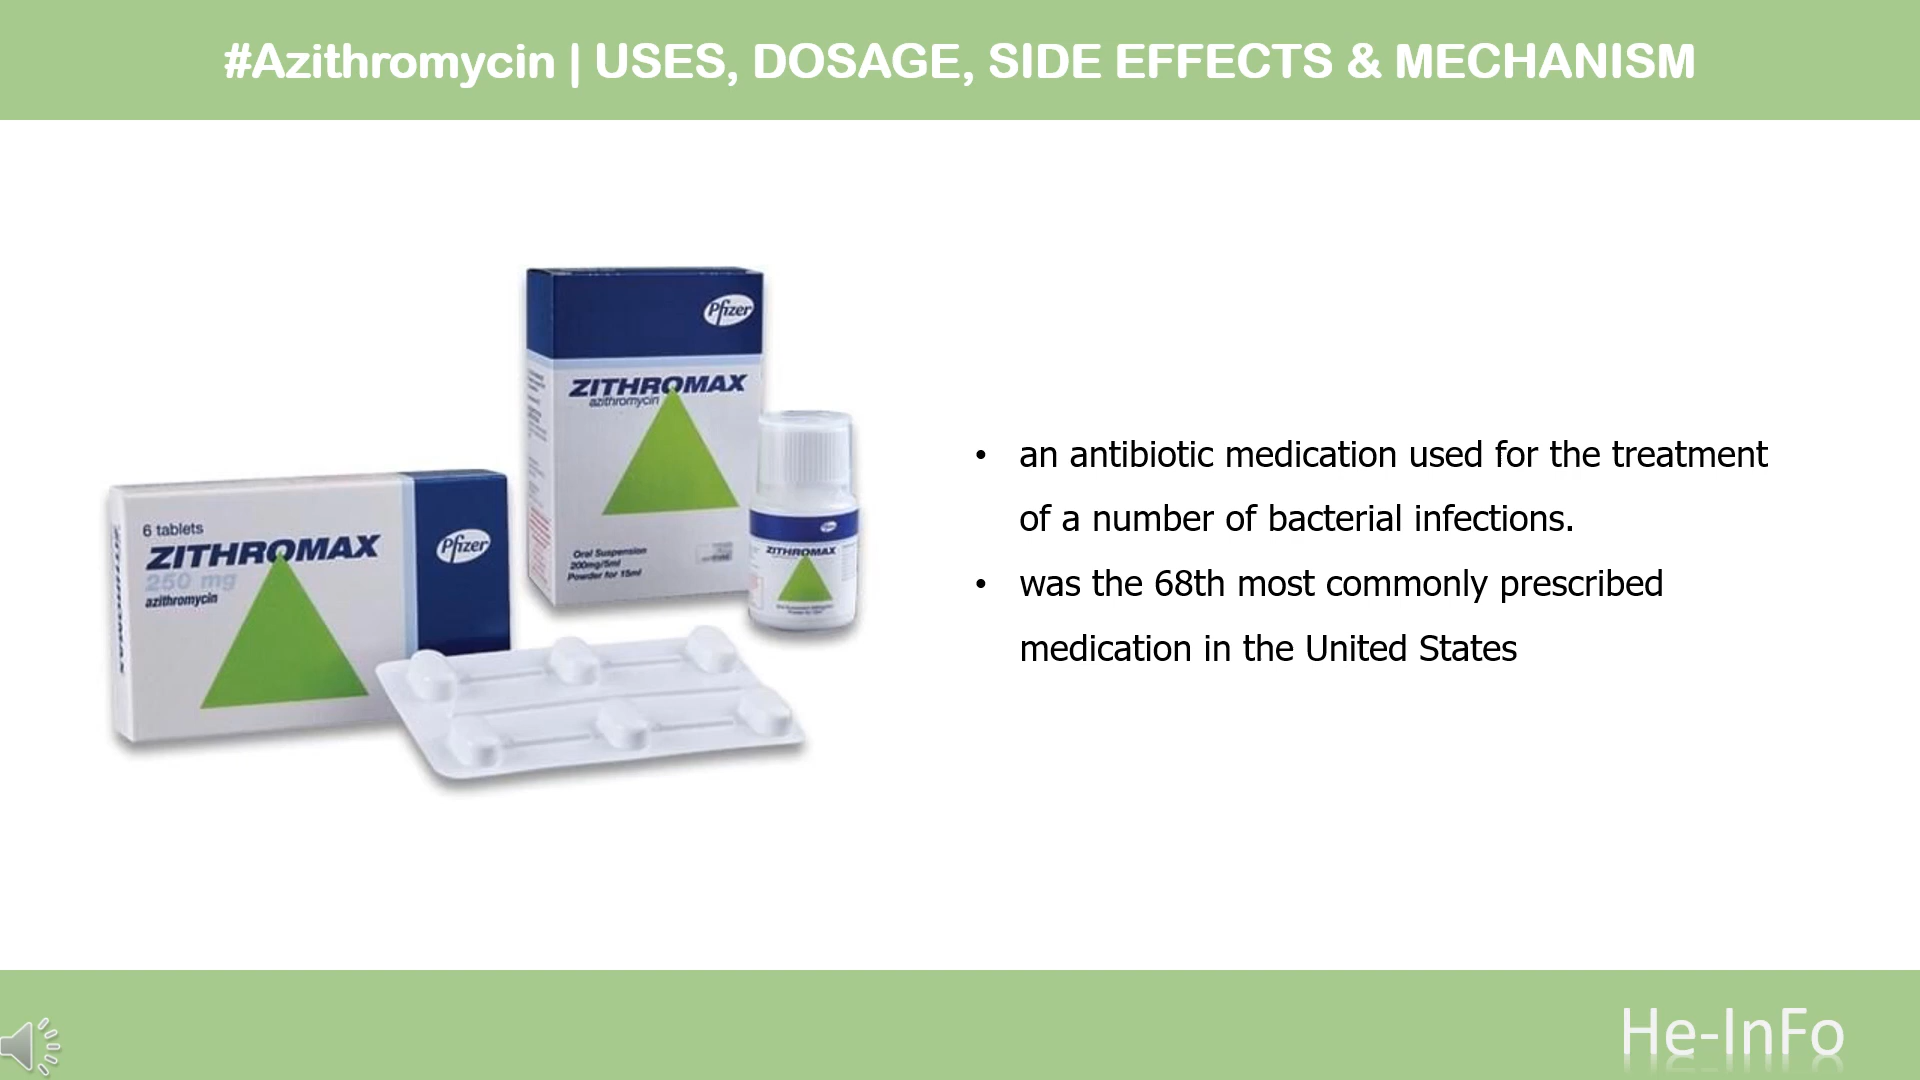 #Azithromycin | USES, DOSAGE, SIDE EFFECTS & MECHANISM
Pfizer
ZITHROMAX
azithromycin
Oral Suspension
200mg/5ml
Powder for 15ml
6 tablets
ZITHROMAX
250 mg
azithromycin
Pfizer
ZITHROMAX
ZITHROMAX
• an antibiotic medication used for the treatment
of a number of bacterial infections.
• was the 68th most commonly prescribed
medication in the United States
He-InFo